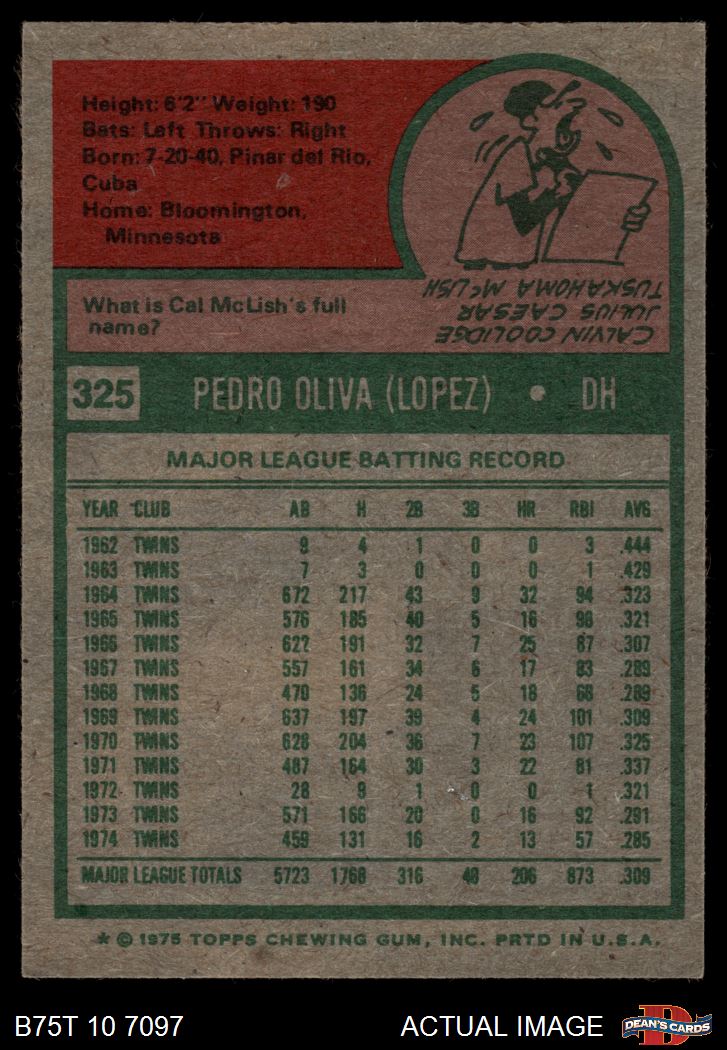 Height: 6'2" Weight: 190
Bats: Left Throws: Right
Born: 7-20-40, Pinar del Rio,
Cuba
Home: Bloomington,
Minnesota
What is Cal McLish's full
name?
CALVIN COOLIDGE
JULIUS CAESAR
TUSKAHOMA McLISH
325 PEDRO OLIVA (LOPEZ) • DH
MAJOR LEAGUE BATTING RECORD
YEAR CLUB AB H 2B 3B HR RBI AVG
1962 TWINS 9 4 1 0 0 3 .444
1963 TWINS 7 3 0 0 0 1 .429
1964 TWINS 672 217 43 9 32 94 .323
1965 TWINS 576 185 40 5 16 98 .321
1966 TWINS 622 191 32 7 25 87 .307
1967 TWINS 557 161 34 6 17 83 .289
1968 TWINS 470 136 24 5 18 68 .289
1969 TWINS 637 197 39 4 24 101 .309
1970 TWINS 628 204 36 7 23 107 .325
1971 TWINS 487 164 30 3 22 81 .337
1972 TWINS 28 9 1 0 0 1 .321
1973 TWINS 571 166 20 0 16 92 .291
1974 TWINS 459 131 16 2 13 57 .285
MAJOR LEAGUE TOTALS 5723 1768 316 48 206 873 .309
* © 1975 TOPPS CHEWING GUM, INC. PRTD IN U.S.A.
B75T 10 7097 ACTUAL IMAGE D DEAN'S CARDS